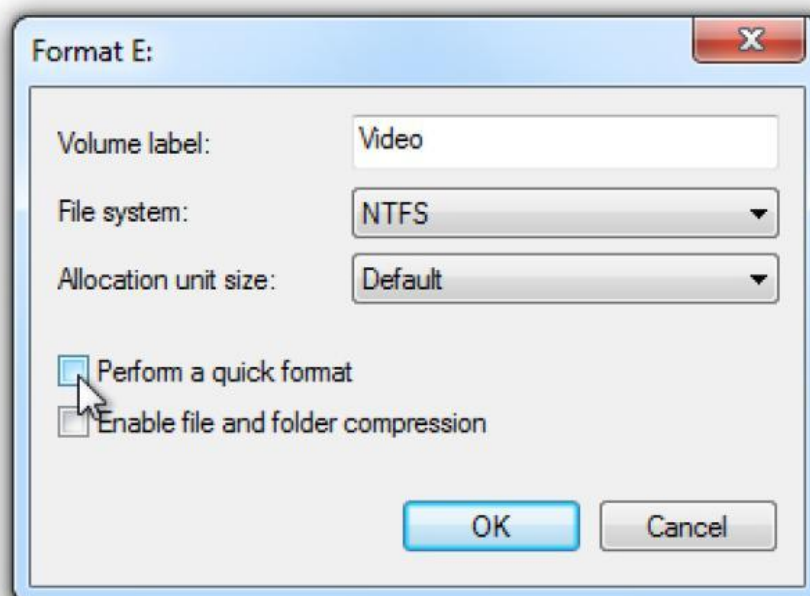 Format E:
Volume label: Video
File system: NTFS
Allocation unit size: Default
Perform a quick format
Enable file and folder compression
OK Cancel